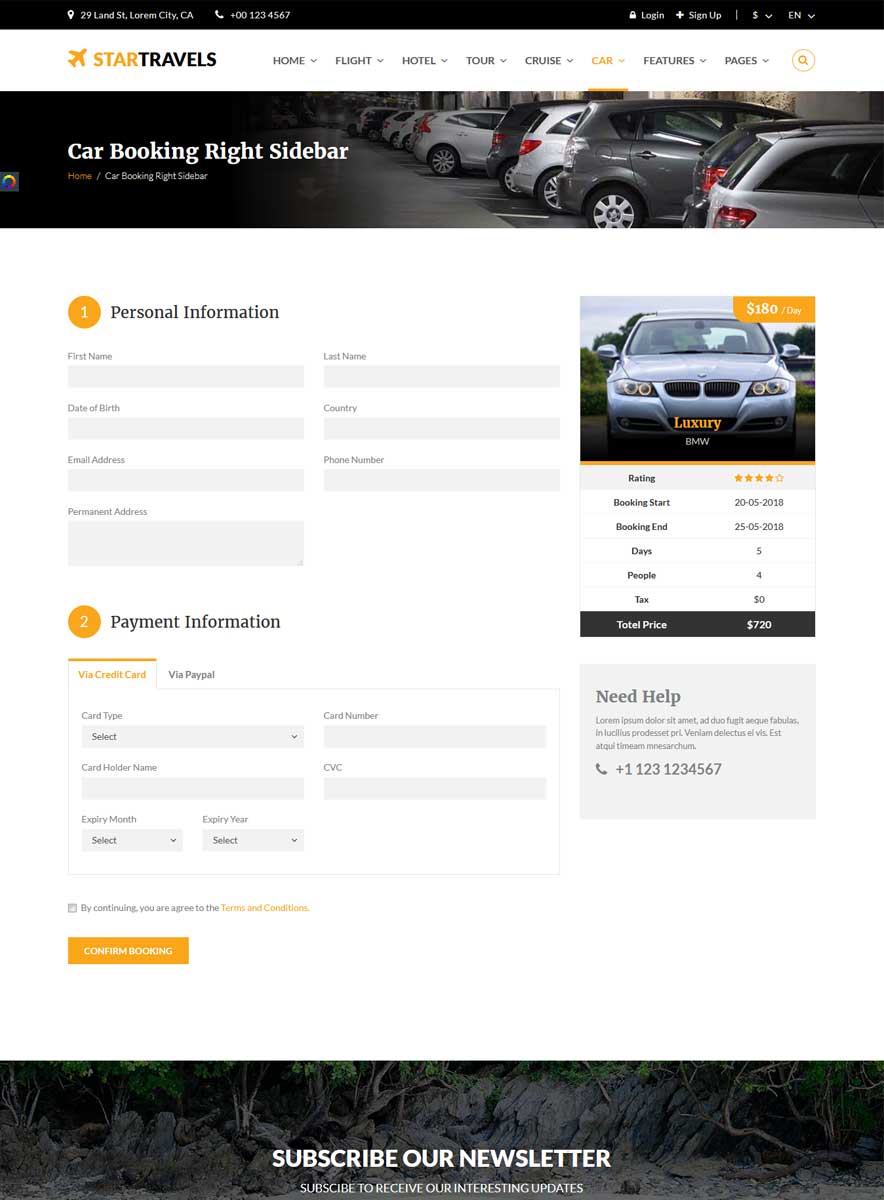 29 Land St, Lorem City, CA +00 123 4567 Login Sign Up | $ EN
STARTRAVELS HOME FLIGHT HOTEL TOUR CRUISE CAR FEATURES PAGES
Car Booking Right Sidebar
Home / Car Booking Right Sidebar
1 Personal Information
First Name Last Name
Date of Birth Country
Email Address Phone Number
Permanent Address
2 Payment Information
Via Credit Card Via Paypal
Card Type Card Number
Select
Card Holder Name CVC
Expiry Month Expiry Year
Select Select
By continuing, you are agree to the Terms and Conditions.
CONFIRM BOOKING
$180 / Day
Luxury
BMW
Rating
Booking Start 20-05-2018
Booking End 25-05-2018
Days 5
People 4
Tax $0
Totel Price $720
Need Help
Lorem ipsum dolor sit amet, ad duo fugit aeque fabulas,
in lucilius prodesset pri. Veniam delectus ei vis. Est
atqui timeam mnesarchum.
+1 123 1234567
SUBSCRIBE OUR NEWSLETTER
SUBSCIBE TO RECEIVE OUR INTERESTING UPDATES